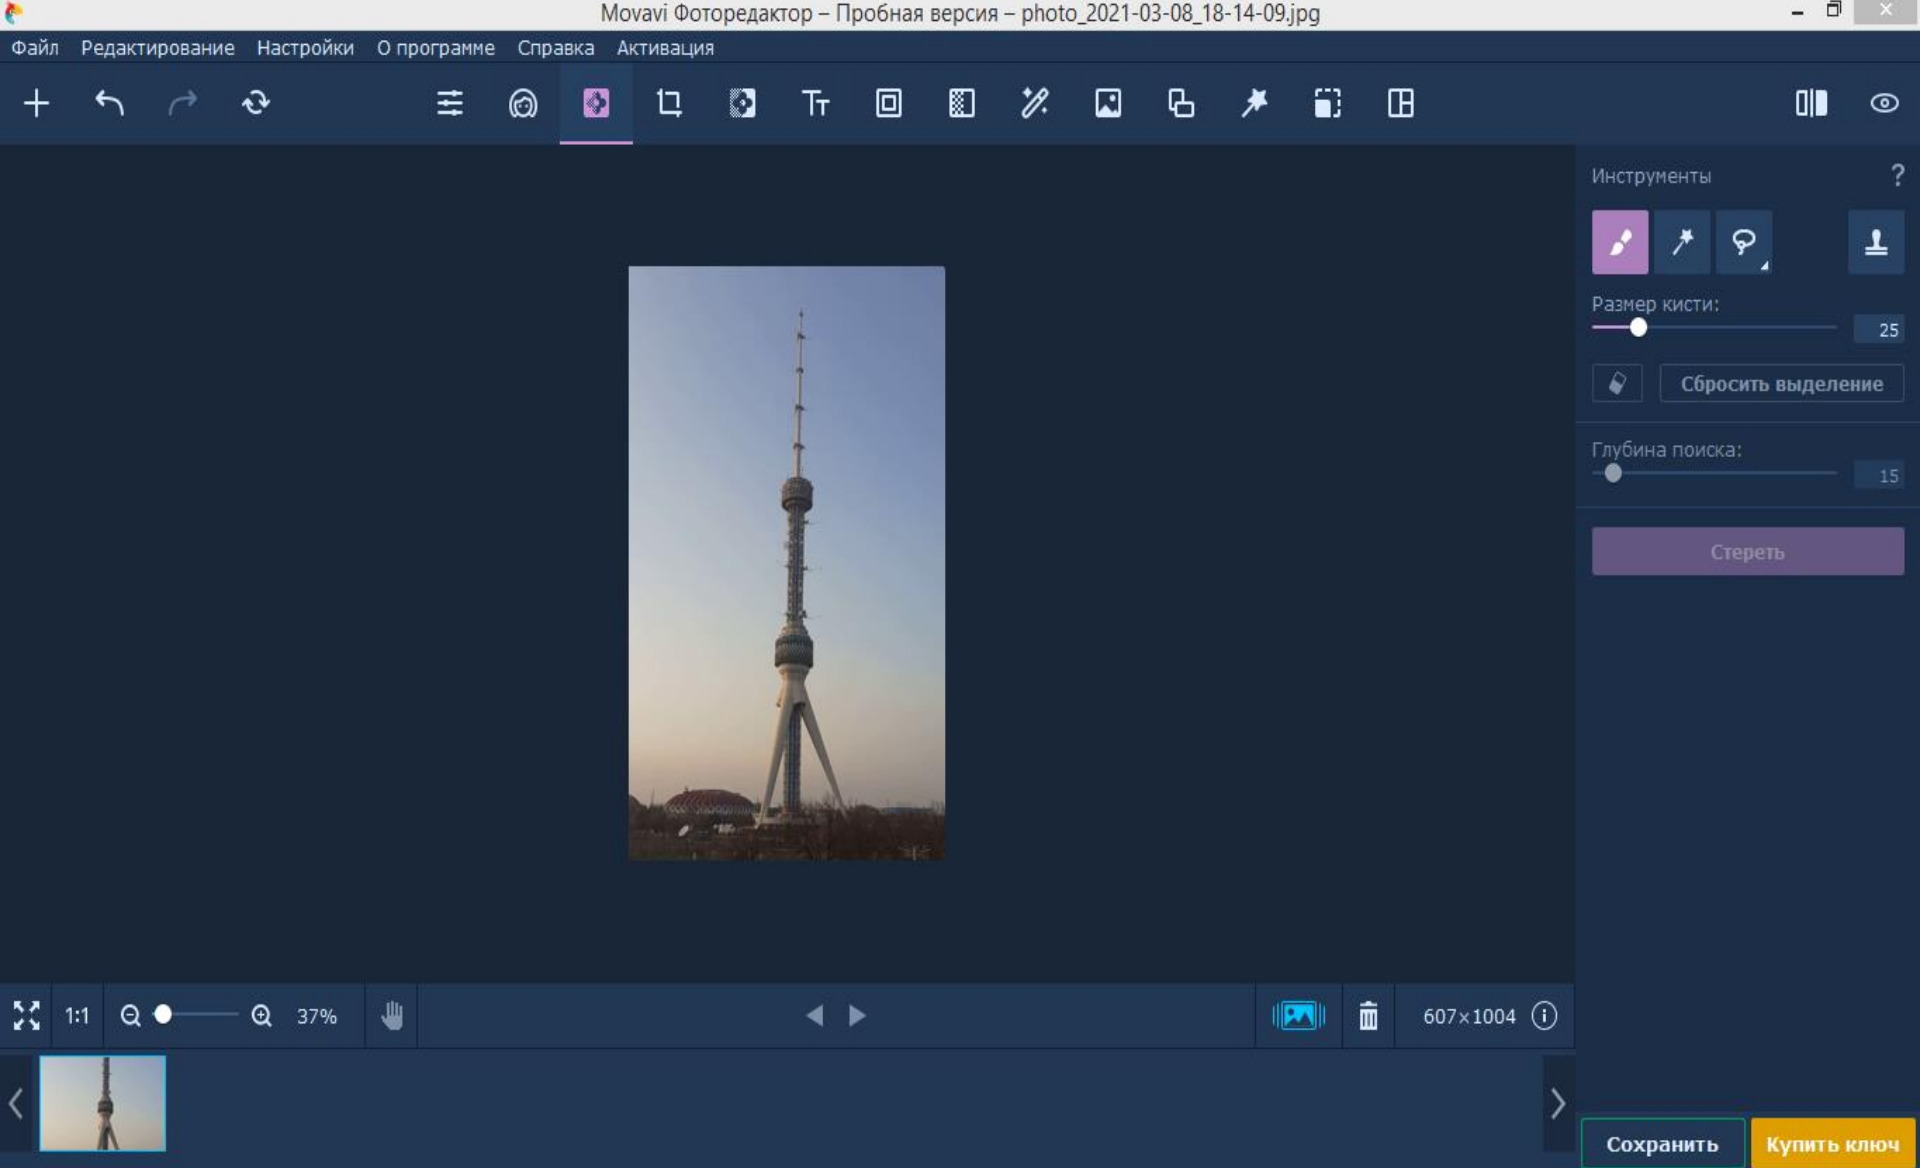 Movavi Фоторедактор – Пробная версия – photo_2021-03-08_18-14-09.jpg
Файл Редактирование Настройки О программе Справка Активация
Инструменты ?
Размер кисти:
25
Сбросить выделение
Глубина поиска:
15
Стереть
1:1 37% 607×1004
Сохранить Купить ключ